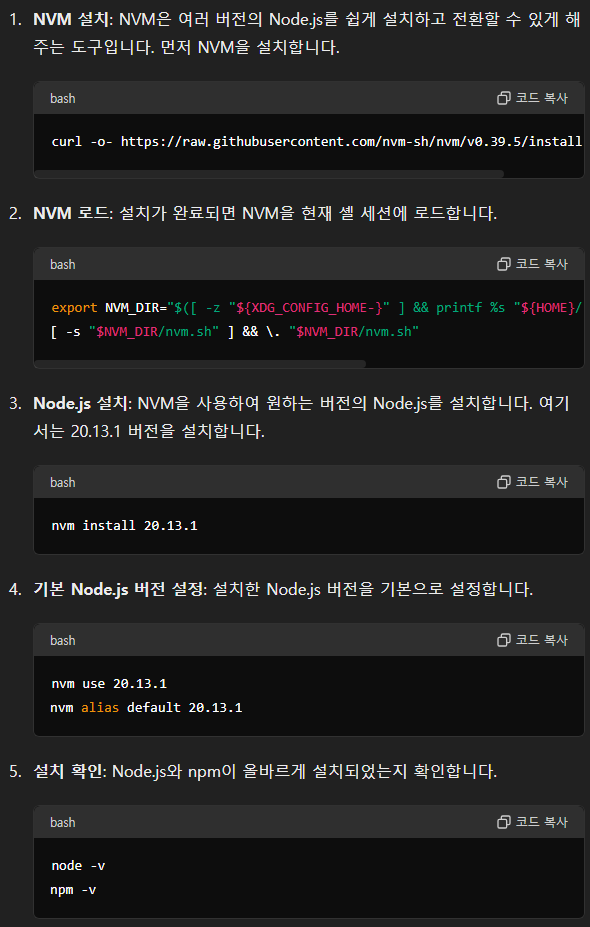 1. NVM 설치: NVM은 여러 버전의 Node.js를 쉽게 설치하고 전환할 수 있게 해
주는 도구입니다. 먼저 NVM을 설치합니다.
bash 코드 복사
curl -o- https://raw.githubusercontent.com/nvm-sh/nvm/v0.39.5/install
2. NVM 로드: 설치가 완료되면 NVM을 현재 셸 세션에 로드합니다.
bash 코드 복사
export NVM_DIR="$([ -z "${XDG_CONFIG_HOME-}" ] && printf %s "${HOME}/
[ -s "$NVM_DIR/nvm.sh" ] && \. "$NVM_DIR/nvm.sh"
3. Node.js 설치: NVM을 사용하여 원하는 버전의 Node.js를 설치합니다. 여기
서는 20.13.1 버전을 설치합니다.
bash 코드 복사
nvm install 20.13.1
4. 기본 Node.js 버전 설정: 설치한 Node.js 버전을 기본으로 설정합니다.
bash 코드 복사
nvm use 20.13.1
nvm alias default 20.13.1
5. 설치 확인: Node.js와 npm이 올바르게 설치되었는지 확인합니다.
bash 코드 복사
node -v
npm -v